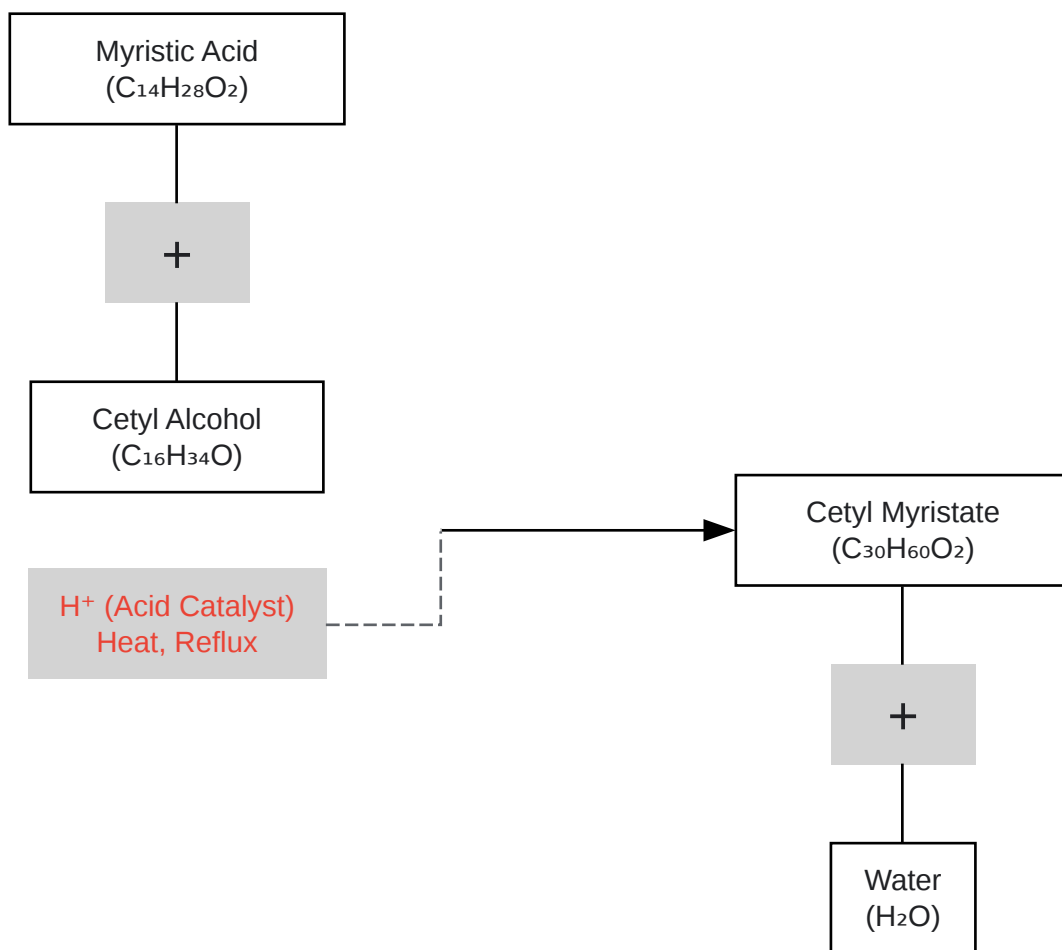 Myristic Acid
(C₁₄H₂₈O₂)
+
Cetyl Alcohol
(C₁₆H₃₄O)
H⁺ (Acid Catalyst)
Heat, Reflux
Cetyl Myristate
(C₃₀H₆₀O₂)
+
Water
(H₂O)